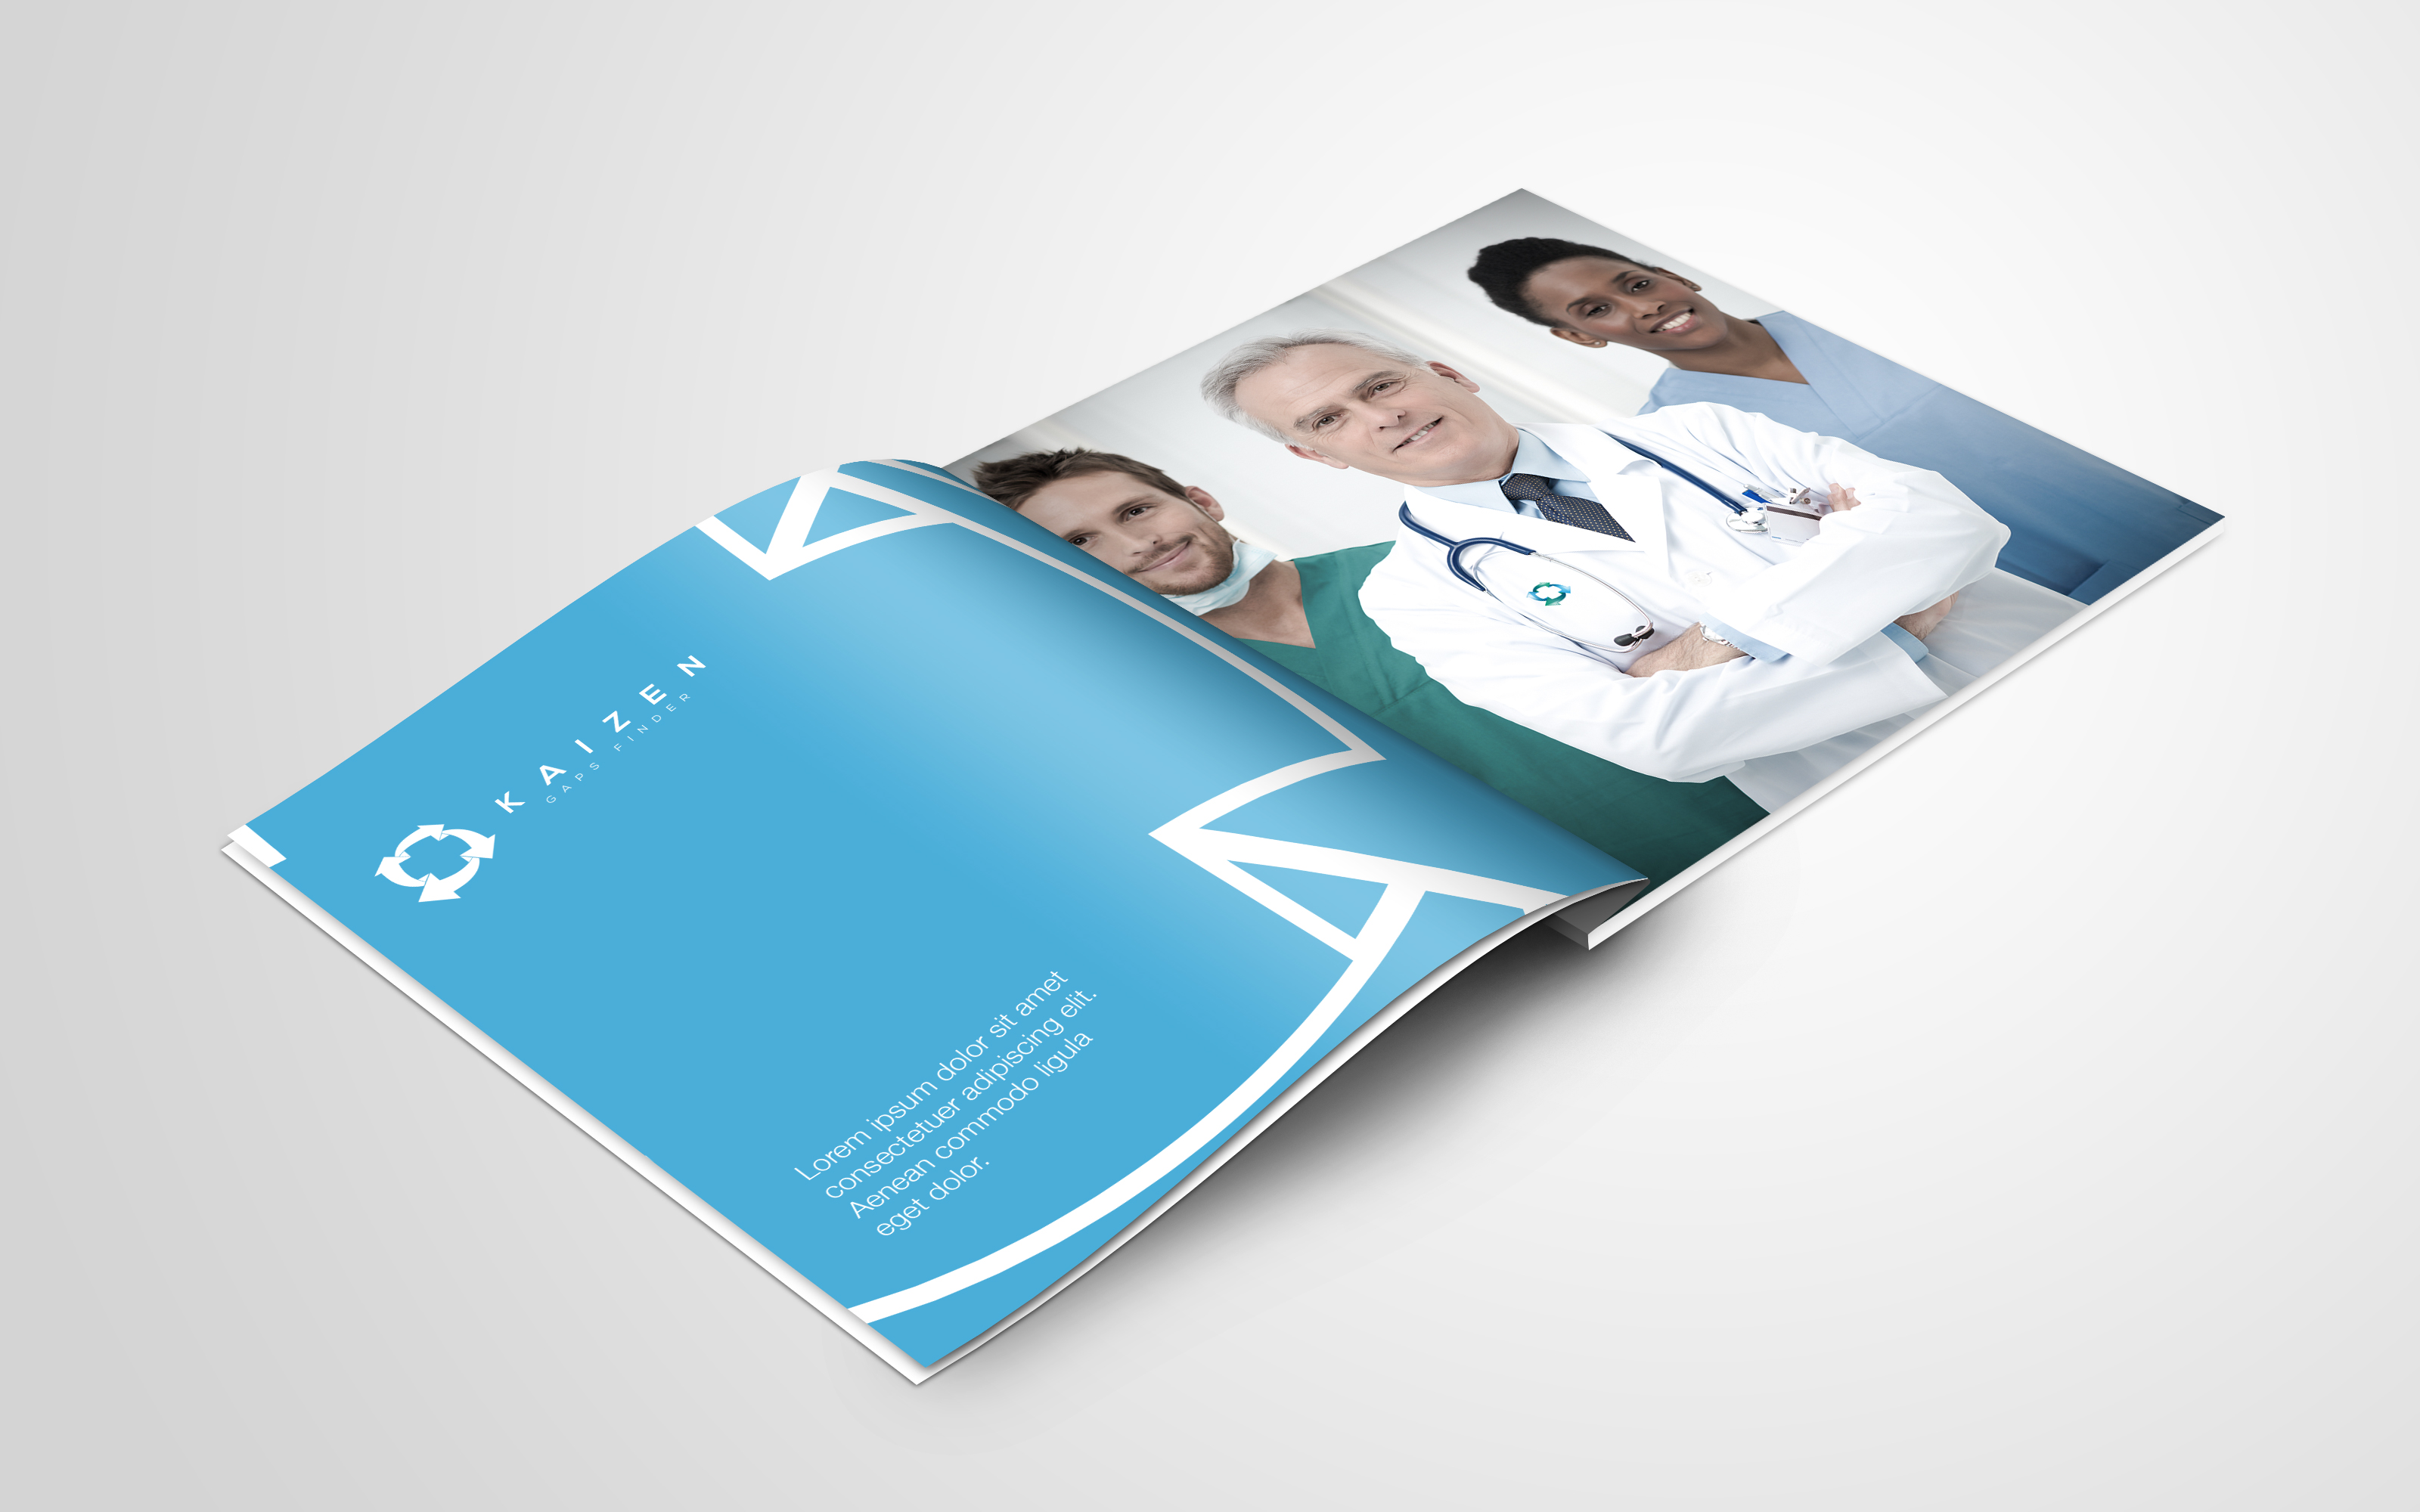 KAIZEN
GAPS FINDER
Lorem ipsum dolor sit amet
consectetuer adipiscing elit.
Aenean commodo ligula
eget dolor.